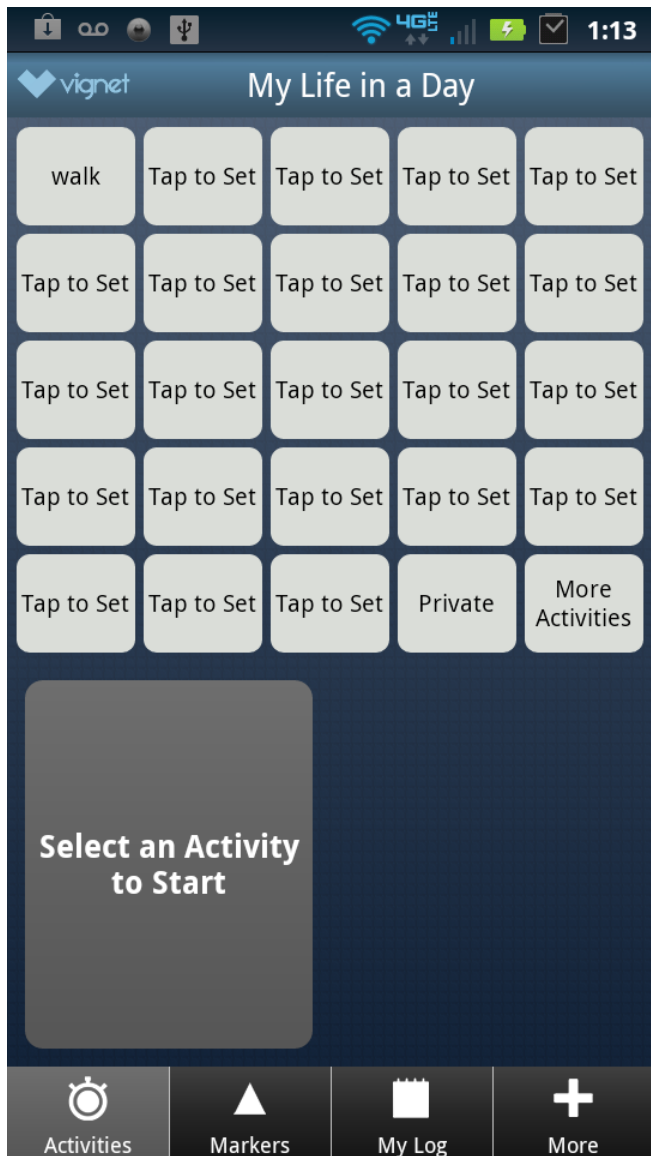 4G LTE 1:13
vignet My Life in a Day
walk Tap to Set Tap to Set Tap to Set Tap to Set
Tap to Set Tap to Set Tap to Set Tap to Set Tap to Set
Tap to Set Tap to Set Tap to Set Tap to Set Tap to Set
Tap to Set Tap to Set Tap to Set Tap to Set Tap to Set
Tap to Set Tap to Set Tap to Set Private More
Activities
Select an Activity
to Start
Activities Markers My Log More